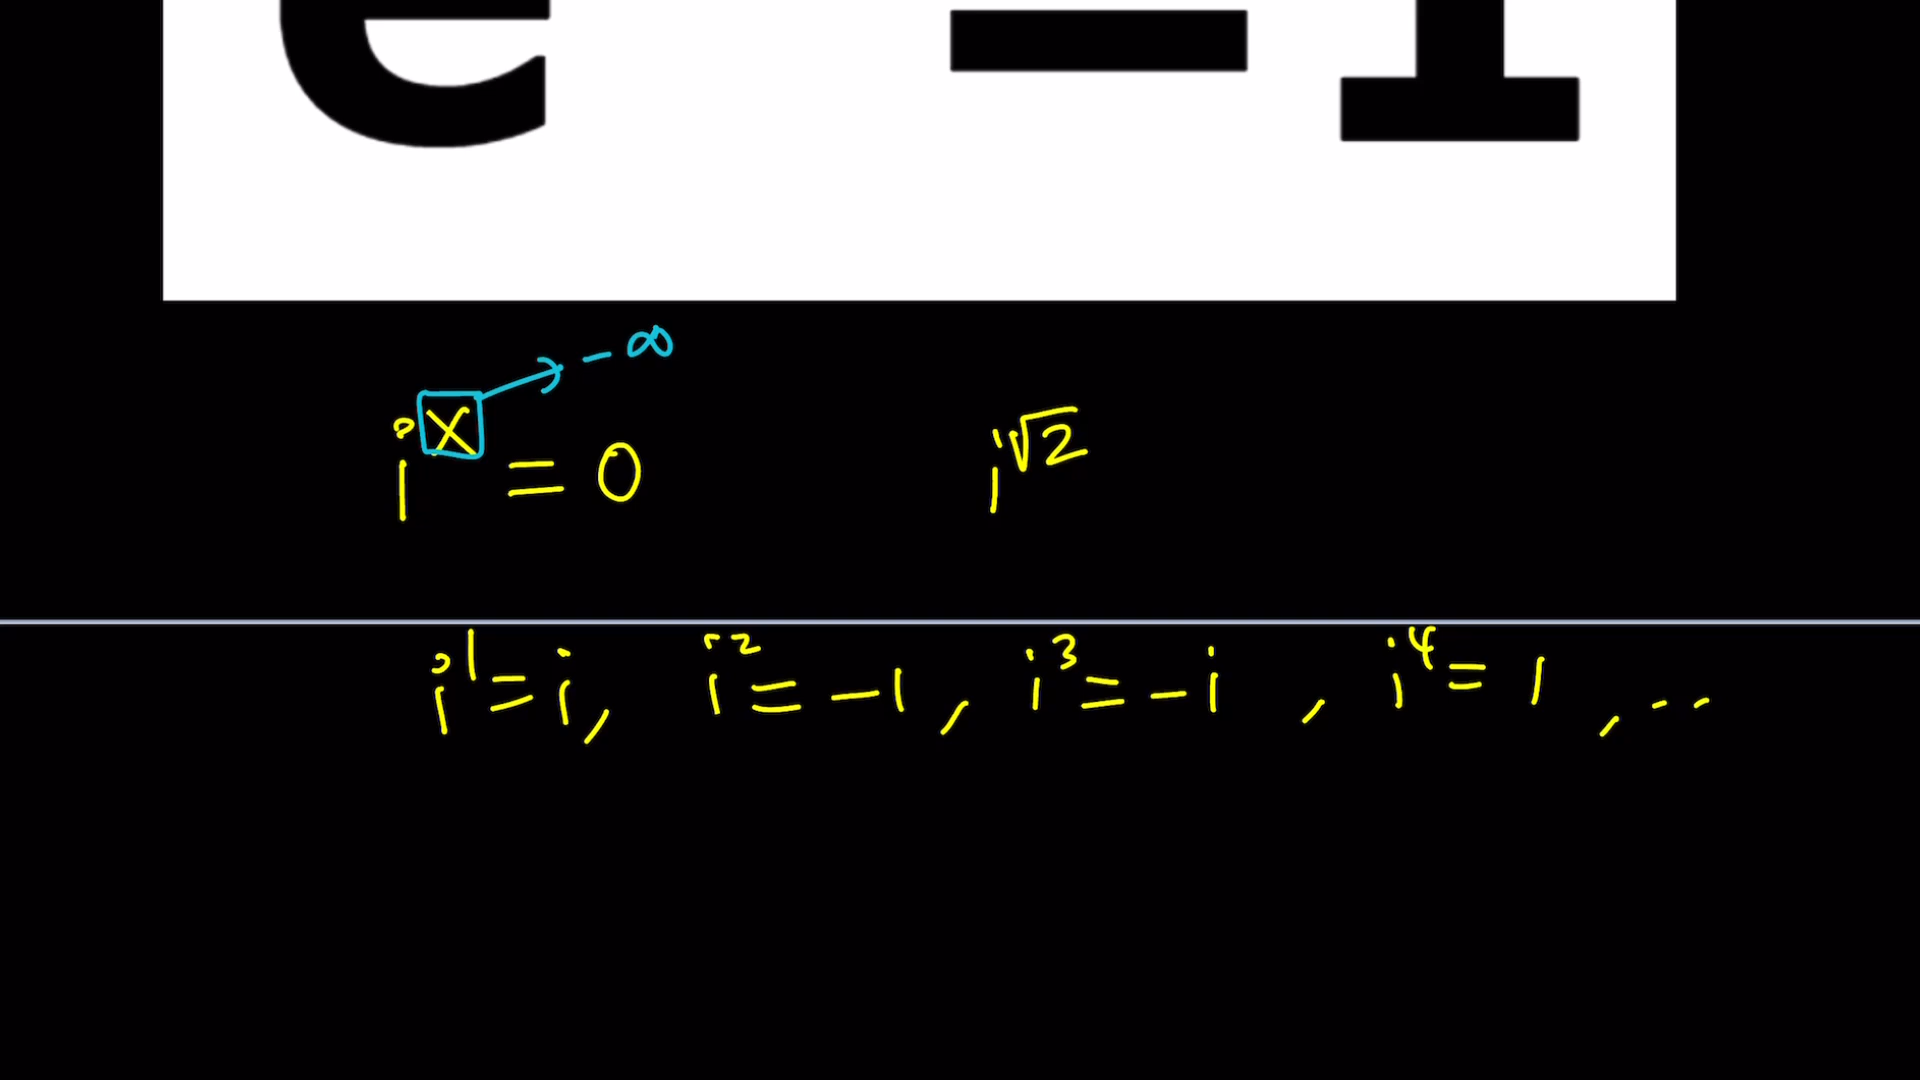 e = 1
→ -∞
i^x = 0 i^√2
i^1 = i, i^2 = -1, i^3 = -i, i^4 = 1, ...